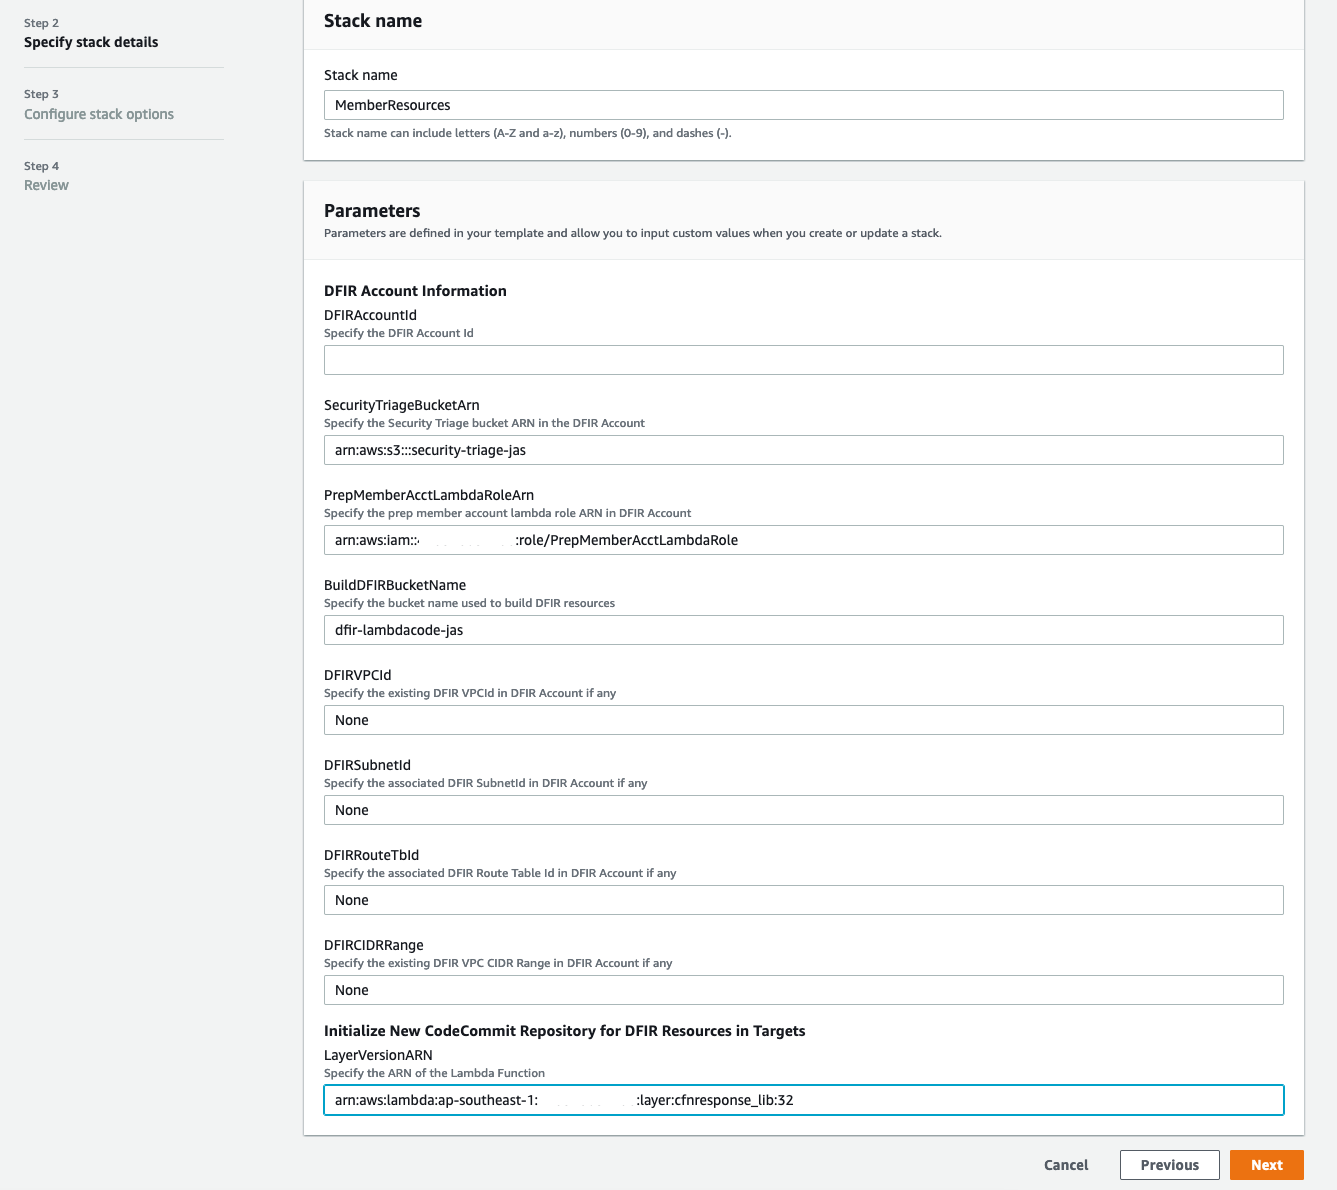 Step 2
Specify stack details
Step 3
Configure stack options
Step 4
Review
Stack name
Stack name
MemberResources
Stack name can include letters (A-Z and a-z), numbers (0-9), and dashes (-).
Parameters
Parameters are defined in your template and allow you to input custom values when you create or update a stack.
DFIR Account Information
DFIRAccountId
Specify the DFIR Account Id
SecurityTriageBucketArn
Specify the Security Triage bucket ARN in the DFIR Account
arn:aws:s3:::security-triage-jas
PrepMemberAcctLambdaRoleArn
Specify the prep member account lambda role ARN in DFIR Account
arn:aws:iam:: :role/PrepMemberAcctLambdaRole
BuildDFIRBucketName
Specify the bucket name used to build DFIR resources
dfir-lambdacode-jas
DFIRVPCId
Specify the existing DFIR VPCId in DFIR Account if any
None
DFIRSubnetId
Specify the associated DFIR SubnetId in DFIR Account if any
None
DFIRRouteTbId
Specify the associated DFIR Route Table Id in DFIR Account if any
None
DFIRCIDRRange
Specify the existing DFIR VPC CIDR Range in DFIR Account if any
None
Initialize New CodeCommit Repository for DFIR Resources in Targets
LayerVersionARN
Specify the ARN of the Lambda Function
arn:aws:lambda:ap-southeast-1: :layer:cfnresponse_lib:32
Cancel
Previous
Next